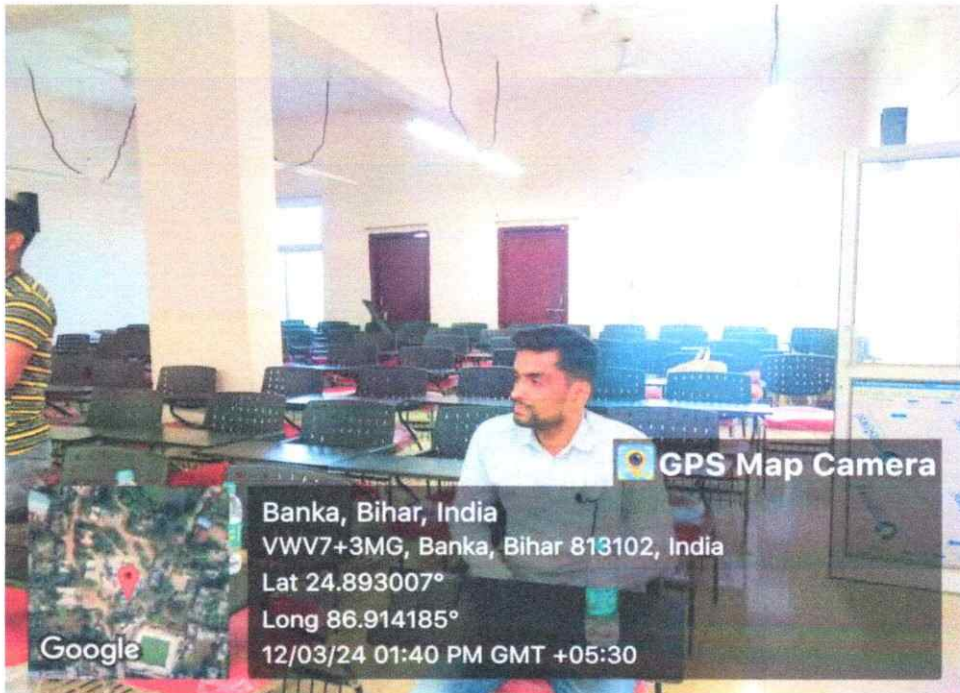 GPS Map Camera
Banka, Bihar, India
VWV7+3MG, Banka, Bihar 813102, India
Lat 24.893007°
Long 86.914185°
12/03/24 01:40 PM GMT +05:30
Google